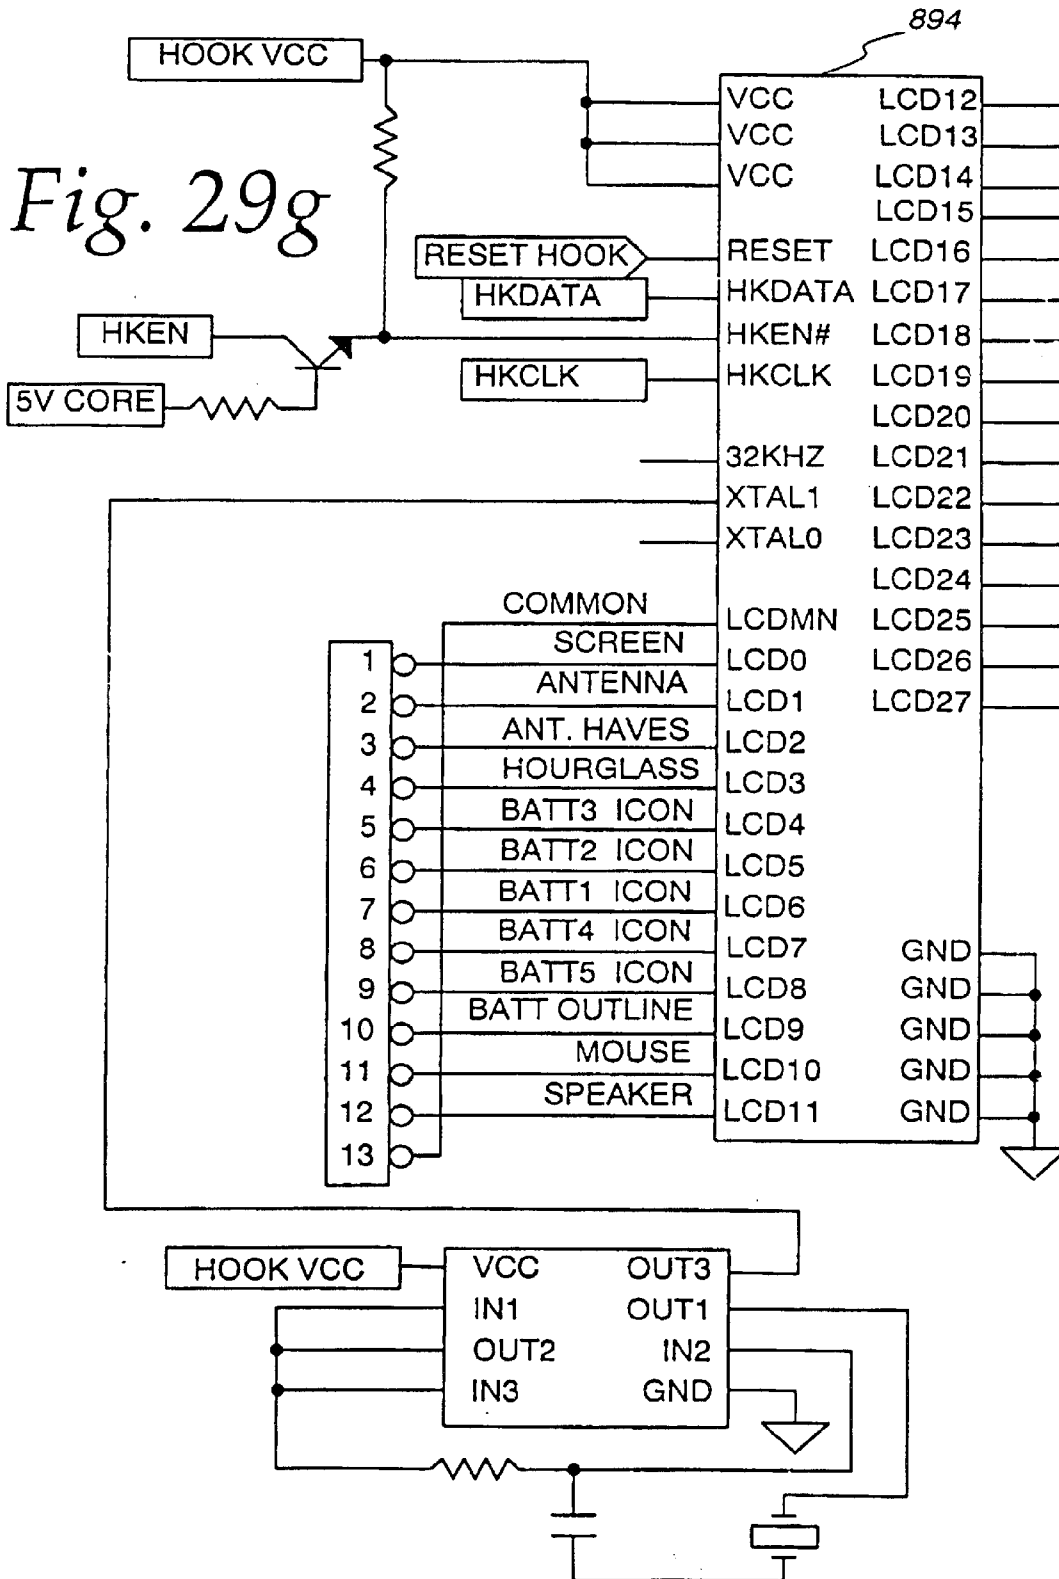 894
HOOK VCC
VCC LCD12
VCC LCD13
VCC LCD14
LCD15
Fig. 29g
RESET HOOK RESET LCD16
HKDATA HKDATA LCD17
HKEN HKEN# LCD18
HKCLK HKCLK LCD19
5V CORE
LCD20
32KHZ LCD21
XTAL1 LCD22
XTAL0 LCD23
LCD24
COMMON LCDMN LCD25
1 SCREEN LCD0 LCD26
2 ANTENNA LCD1 LCD27
3 ANT. HAVES LCD2
4 HOURGLASS LCD3
5 BATT3 ICON LCD4
6 BATT2 ICON LCD5
7 BATT1 ICON LCD6
8 BATT4 ICON LCD7 GND
9 BATT5 ICON LCD8 GND
10 BATT OUTLINE LCD9 GND
11 MOUSE LCD10 GND
12 SPEAKER LCD11 GND
13
HOOK VCC VCC OUT3
IN1 OUT1
OUT2 IN2
IN3 GND